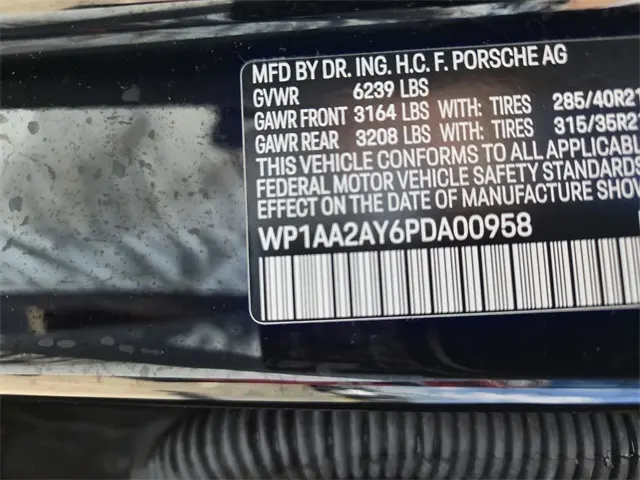 MFD BY DR. ING. H.C. F. PORSCHE AG
GVWR 6239 LBS
GAWR FRONT 3164 LBS WITH: TIRES 285/40R21
GAWR REAR 3208 LBS WITH: TIRES 315/35R21
THIS VEHICLE CONFORMS TO ALL APPLICABL
FEDERAL MOTOR VEHICLE SAFETY STANDARDS
EFFECT ON THE DATE OF MANUFACTURE SHOW
WP1AA2AY6PDA00958